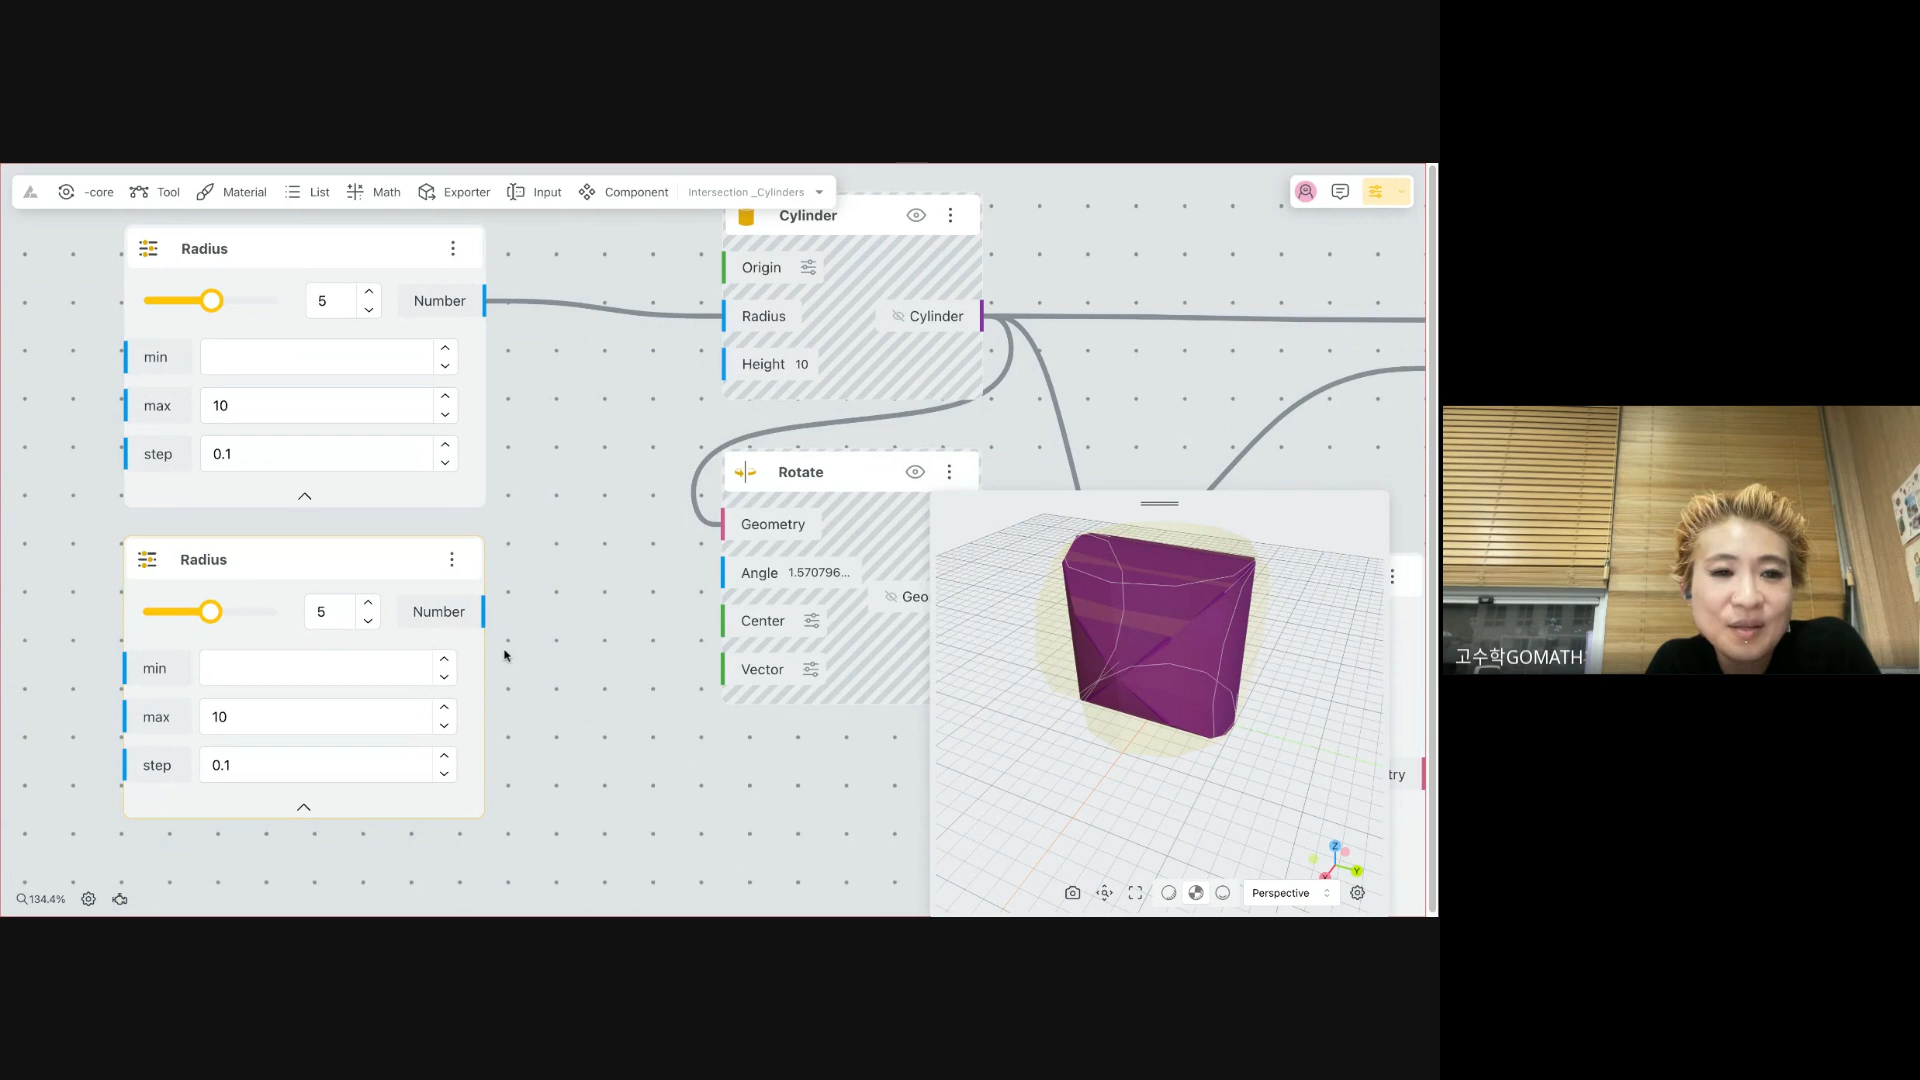 -core Tool Material List Math Exporter Input Component Intersection _Cylinders
Radius
5 Number
min
max 10
step 0.1
Radius
5 Number
min
max 10
step 0.1
Cylinder
Origin
Radius Cylinder
Height 10
Rotate
Geometry
Angle 1.570796...
Geo
Center
Vector
try
Z
Y
X
Perspective
134.4%
고수학GOMATH